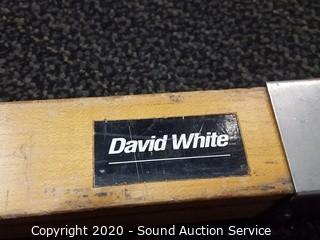 David White
Copyright 2020 - Sound Auction Service